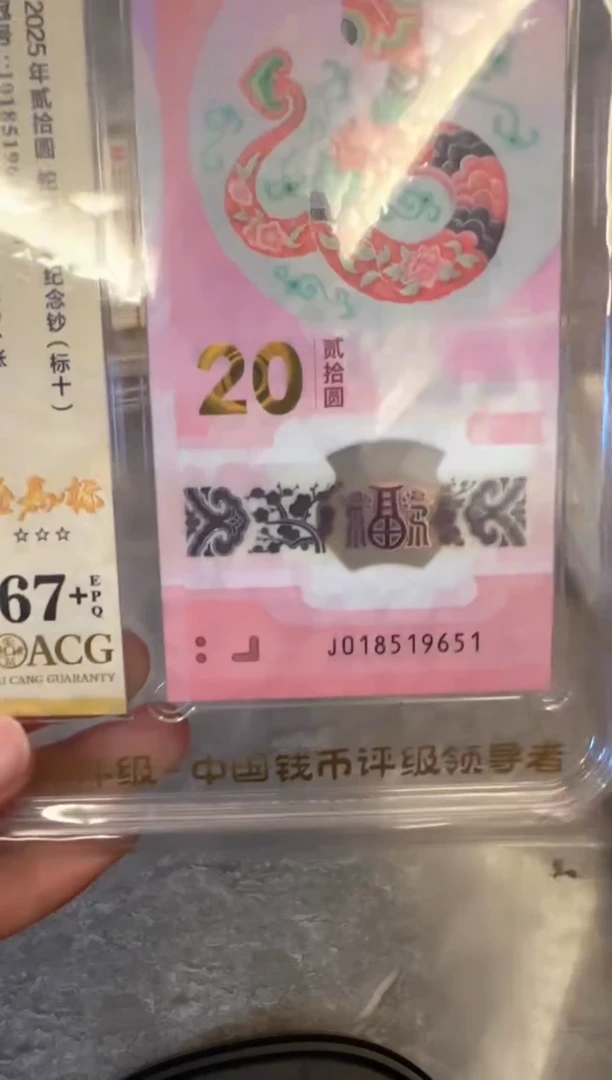 2025年贰拾圆
纪念钞(标十)
☆☆☆
67+EPQ
ACG
CANG GUARANTY
20
贰拾圆
J018519651
级-中国钱币评级领导者